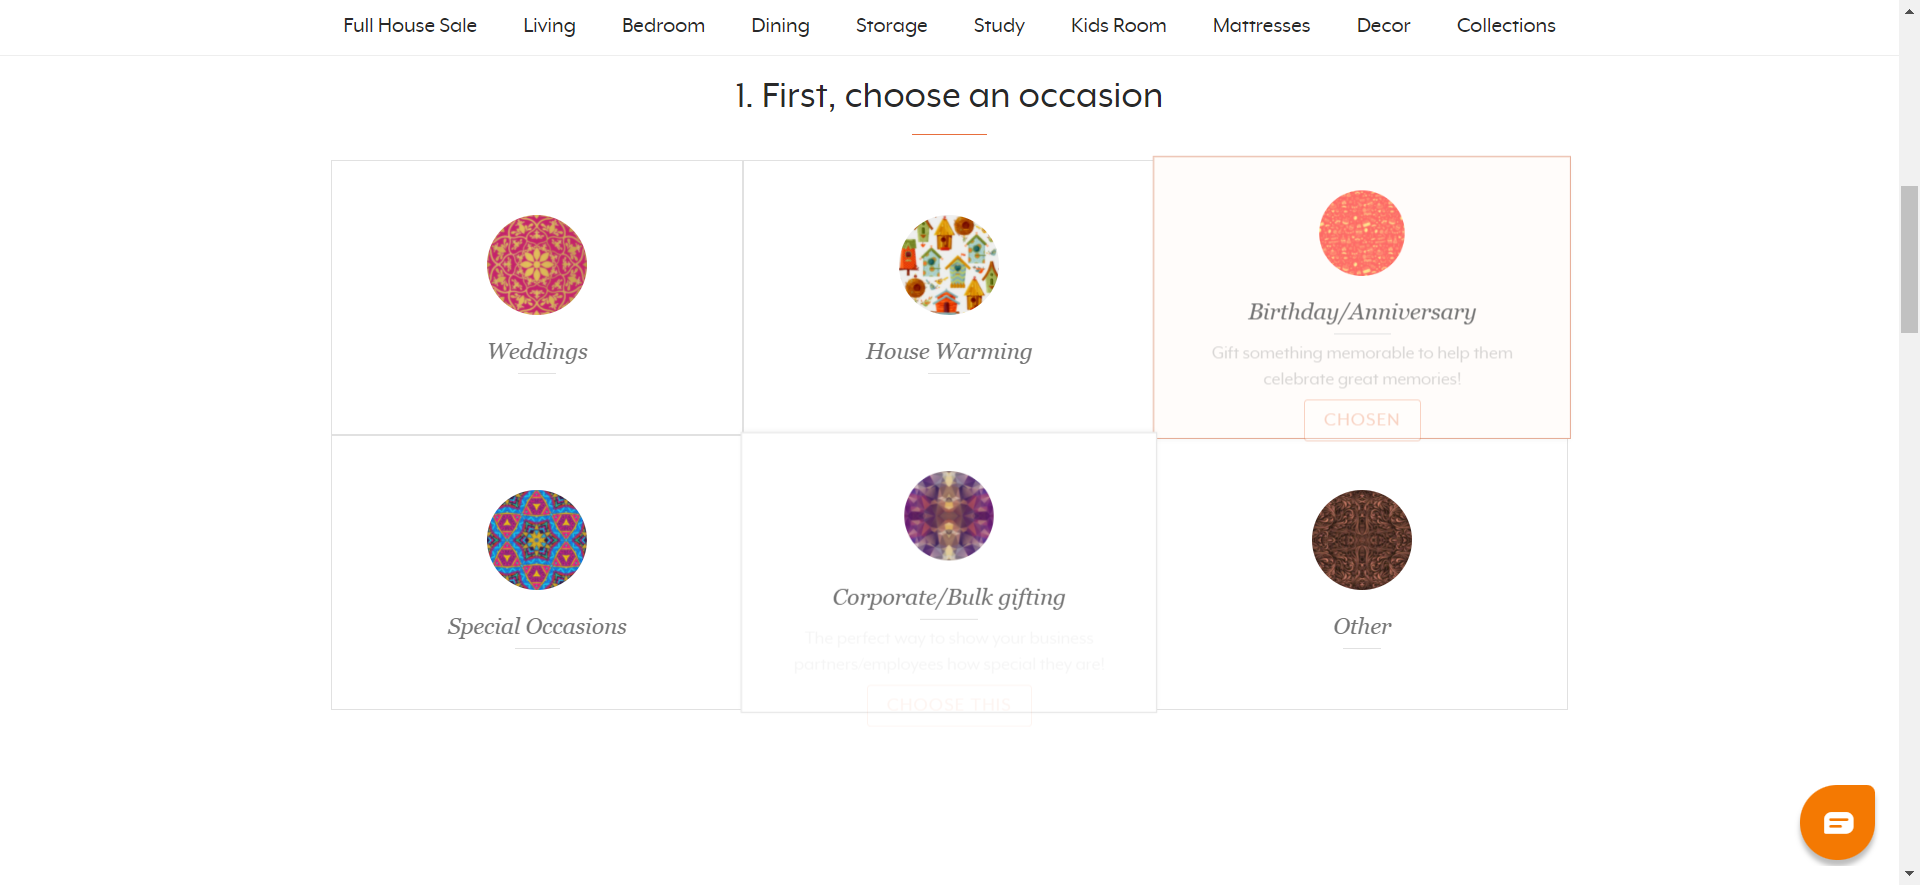 Full House Sale Living Bedroom Dining Storage Study Kids Room Mattresses Decor Collections
1. First, choose an occasion
Weddings
House Warming
Birthday/Anniversary
Gift something memorable to help them
celebrate great memories!
CHOSEN
Special Occasions
Corporate/Bulk gifting
The perfect way to show your business
partners/employees how special they are!
CHOOSE THIS
Other